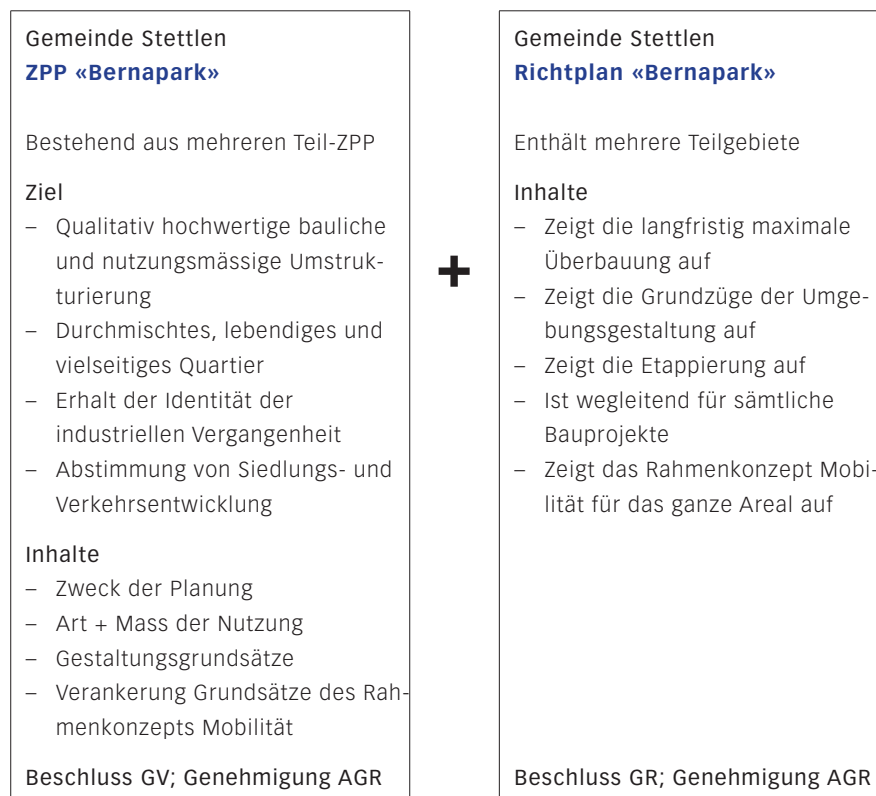 Gemeinde Stettlen
ZPP «Bernapark»
Bestehend aus mehreren Teil-ZPP
Ziel
– Qualitativ hochwertige bauliche
und nutzungsmässige Umstruk-
turierung
– Durchmischtes, lebendiges und
vielseitiges Quartier
– Erhalt der Identität der
industriellen Vergangenheit
– Abstimmung von Siedlungs- und
Verkehrsentwicklung
Inhalte
– Zweck der Planung
– Art + Mass der Nutzung
– Gestaltungsgrundsätze
– Verankerung Grundsätze des Rah-
menkonzepts Mobilität
Beschluss GV; Genehmigung AGR
+
Gemeinde Stettlen
Richtplan «Bernapark»
Enthält mehrere Teilgebiete
Inhalte
– Zeigt die langfristig maximale
Überbauung auf
– Zeigt die Grundzüge der Umge-
bungsgestaltung auf
– Zeigt die Etappierung auf
– Ist wegleitend für sämtliche
Bauprojekte
– Zeigt das Rahmenkonzept Mobi-
lität für das ganze Areal auf
Beschluss GR; Genehmigung AGR